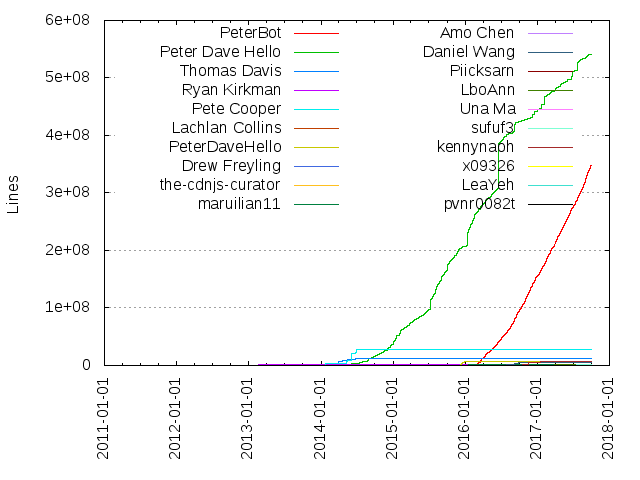 6e+08
5e+08
4e+08
3e+08
2e+08
1e+08
0
Lines
PeterBot
Peter Dave Hello
Thomas Davis
Ryan Kirkman
Pete Cooper
Lachlan Collins
PeterDaveHello
Drew Freyling
the-cdnjs-curator
maruilian11
Amo Chen
Daniel Wang
Piicksarn
LboAnn
Una Ma
sufuf3
kennynaoh
x09326
LeaYeh
pvnr0082t
2011-01-01
2012-01-01
2013-01-01
2014-01-01
2015-01-01
2016-01-01
2017-01-01
2018-01-01